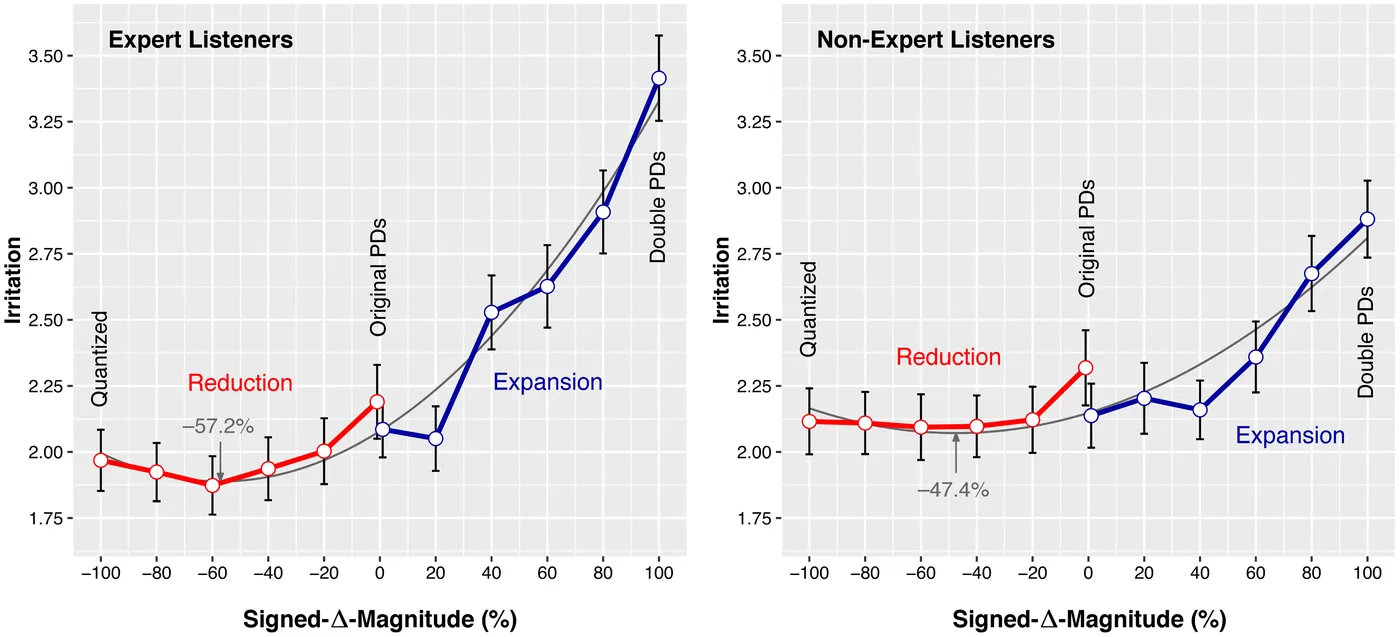 Expert Listeners
Irritation
3.50
3.25
3.00
2.75
2.50
2.25
2.00
1.75
Quantized
Reduction
–57.2%
Original PDs
Expansion
Double PDs
−100 −80 −60 −40 −20 0 20 40 60 80 100
Signed-Δ-Magnitude (%)
Non-Expert Listeners
Irritation
3.50
3.25
3.00
2.75
2.50
2.25
2.00
1.75
Quantized
Reduction
–47.4%
Original PDs
Expansion
Double PDs
−100 −80 −60 −40 −20 0 20 40 60 80 100
Signed-Δ-Magnitude (%)